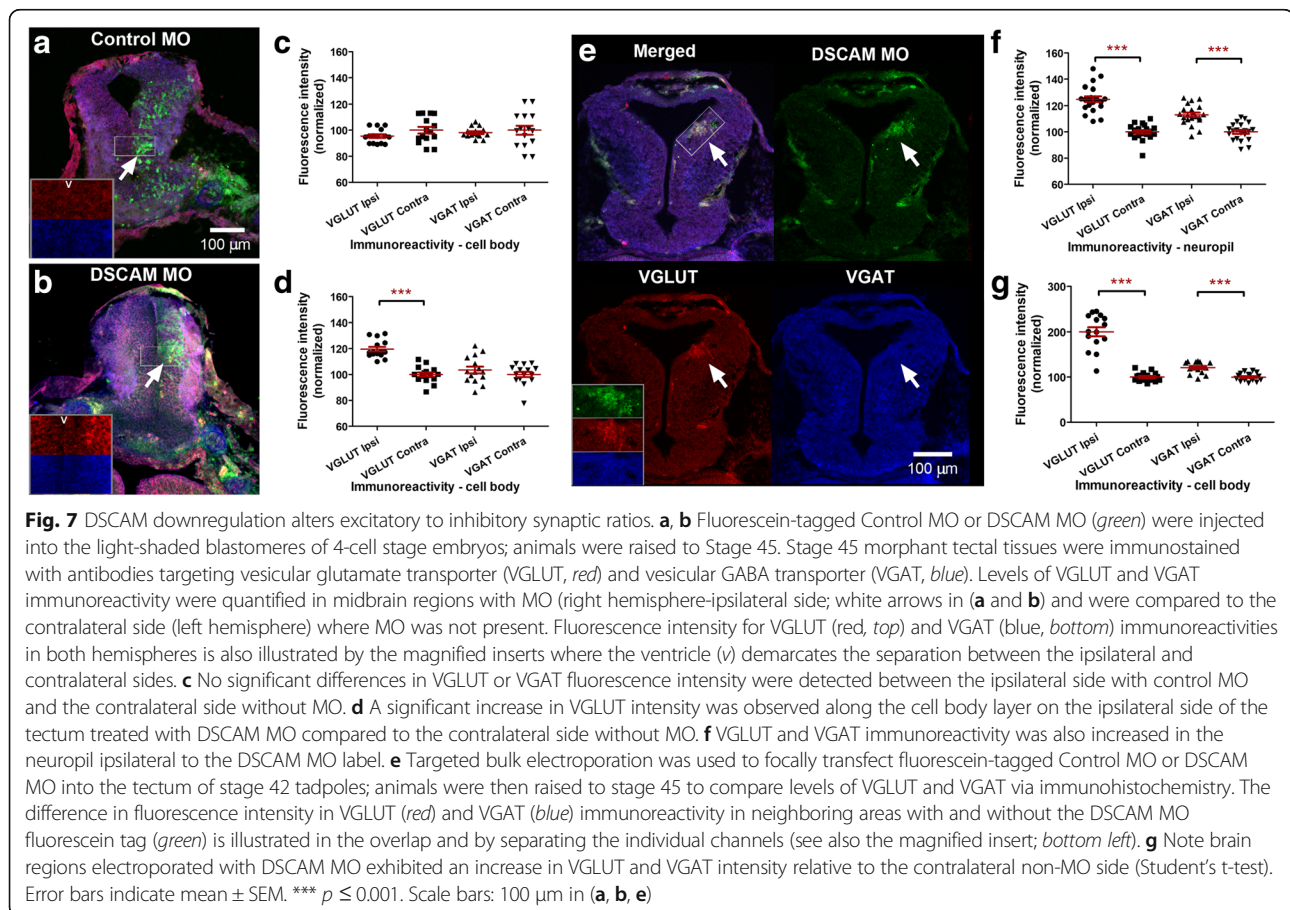 a
Control MO
v
100 µm
b
DSCAM MO
v
c
Fluorescence intensity
(normalized)
160
140
120
100
80
60
VGLUT Ipsi
VGLUT Contra
VGAT Ipsi
VGAT Contra
Immunoreactivity - cell body
d
Fluorescence intensity
(normalized)
160
140
120
100
80
60
***
VGLUT Ipsi
VGLUT Contra
VGAT Ipsi
VGAT Contra
Immunoreactivity - cell body
e
Merged
DSCAM MO
VGLUT
VGAT
100 µm
f
Fluorescence intensity
(normalized)
160
140
120
100
80
60
***
***
VGLUT Ipsi
VGLUT Contra
VGAT Ipsi
VGAT Contra
Immunoreactivity - neuropil
g
Fluorescence intensity
(normalized)
300
200
100
0
***
***
VGLUT Ipsi
VGLUT Contra
VGAT Ipsi
VGAT Contra
Immunoreactivity - cell body
Fig. 7 DSCAM downregulation alters excitatory to inhibitory synaptic ratios. a, b Fluorescein-tagged Control MO or DSCAM MO (green) were injected
into the light-shaded blastomeres of 4-cell stage embryos; animals were raised to Stage 45. Stage 45 morphant tectal tissues were immunostained
with antibodies targeting vesicular glutamate transporter (VGLUT, red) and vesicular GABA transporter (VGAT, blue). Levels of VGLUT and VGAT
immunoreactivity were quantified in midbrain regions with MO (right hemisphere-ipsilateral side; white arrows in (a and b) and were compared to the
contralateral side (left hemisphere) where MO was not present. Fluorescence intensity for VGLUT (red, top) and VGAT (blue, bottom) immunoreactivities
in both hemispheres is also illustrated by the magnified inserts where the ventricle (v) demarcates the separation between the ipsilateral and
contralateral sides. c No significant differences in VGLUT or VGAT fluorescence intensity were detected between the ipsilateral side with control MO
and the contralateral side without MO. d A significant increase in VGLUT intensity was observed along the cell body layer on the ipsilateral side of the
tectum treated with DSCAM MO compared to the contralateral side without MO. f VGLUT and VGAT immunoreactivity was also increased in the
neuropil ipsilateral to the DSCAM MO label. e Targeted bulk electroporation was used to focally transfect fluorescein-tagged Control MO or DSCAM
MO into the tectum of stage 42 tadpoles; animals were then raised to stage 45 to compare levels of VGLUT and VGAT via immunohistochemistry. The
difference in fluorescence intensity in VGLUT (red) and VGAT (blue) immunoreactivity in neighboring areas with and without the DSCAM MO
fluorescein tag (green) is illustrated in the overlap and by separating the individual channels (see also the magnified insert; bottom left). g Note brain
regions electroporated with DSCAM MO exhibited an increase in VGLUT and VGAT intensity relative to the contralateral non-MO side (Student's t-test).
Error bars indicate mean ± SEM. *** p ≤ 0.001. Scale bars: 100 µm in (a, b, e)